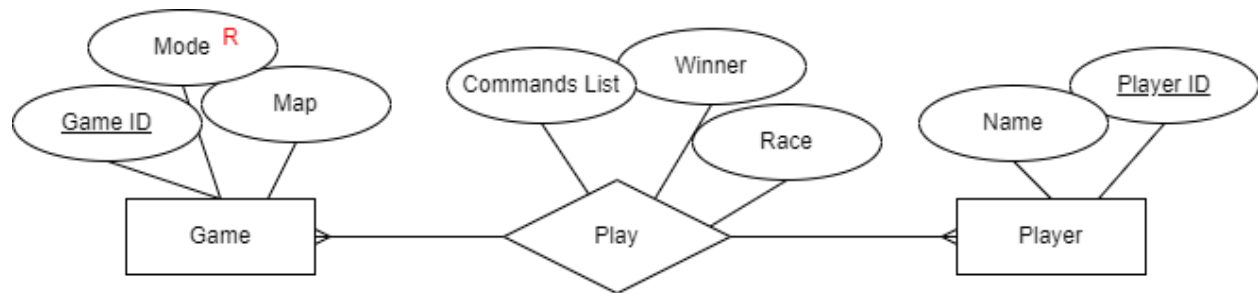 Mode R
Commands List
Winner
Player ID
Game ID
Map
Name
Race
Game
Play
Player